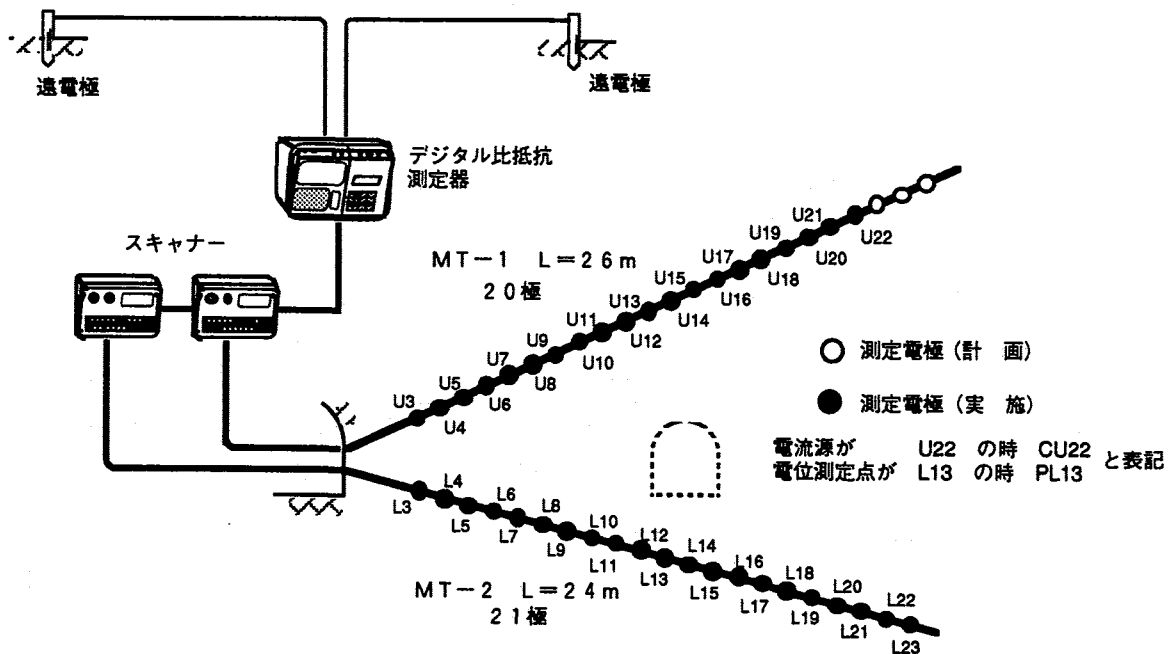 遠電極
遠電極
デジタル比抵抗
測定器
スキャナー
MT-1 L=26m
20極
U3
U4
U5
U6
U7
U8
U9
U10
U11
U12
U13
U14
U15
U16
U17
U18
U19
U20
U21
U22
測定電極(計 画)
測定電極(実 施)
電流源が U22 の時 CU22 と表記
電位測定点が L13 の時 PL13
L3
L4
L5
L6
L7
L8
L9
L10
L11
L12
L13
L14
L15
L16
L17
L18
L19
L20
L21
L22
L23
MT-2 L=24m
21極